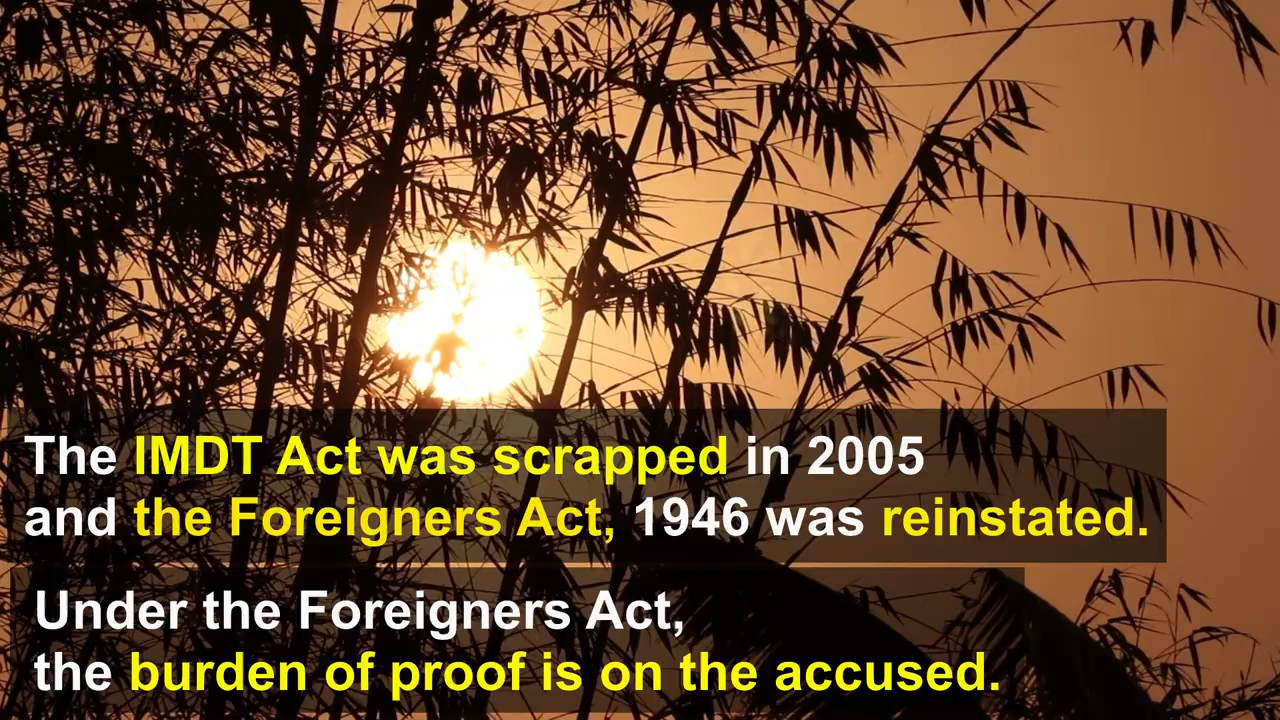 The IMDT Act was scrapped in 2005
and the Foreigners Act, 1946 was reinstated.
Under the Foreigners Act,
the burden of proof is on the accused.